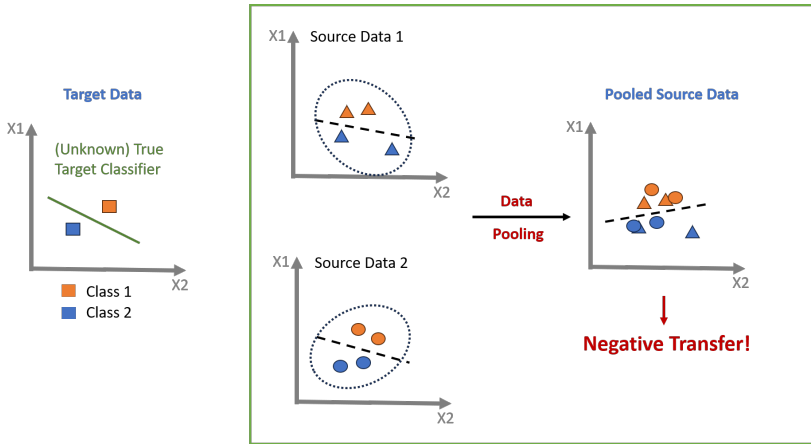 Target Data
X1
(Unknown) True
Target Classifier
X2
Class 1
Class 2
X1
Source Data 1
X2
X1
Source Data 2
X2
Data
Pooling
Pooled Source Data
X1
X2
Negative Transfer!